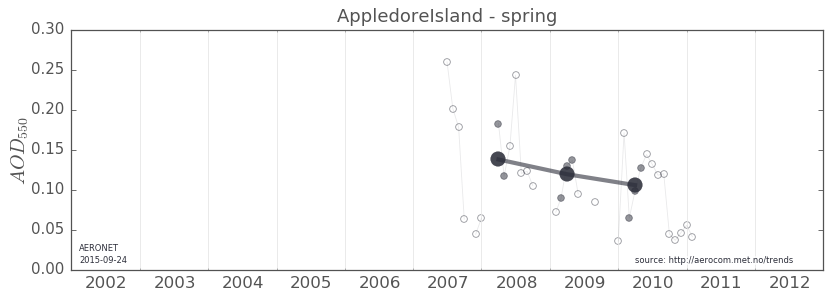 AppledoreIsland - spring
0.30
0.25
0.20
0.15
0.10
0.05
0.00
AOD550
AERONET
2015-09-24
source: http://aerocom.met.no/trends
2002 2003 2004 2005 2006 2007 2008 2009 2010 2011 2012